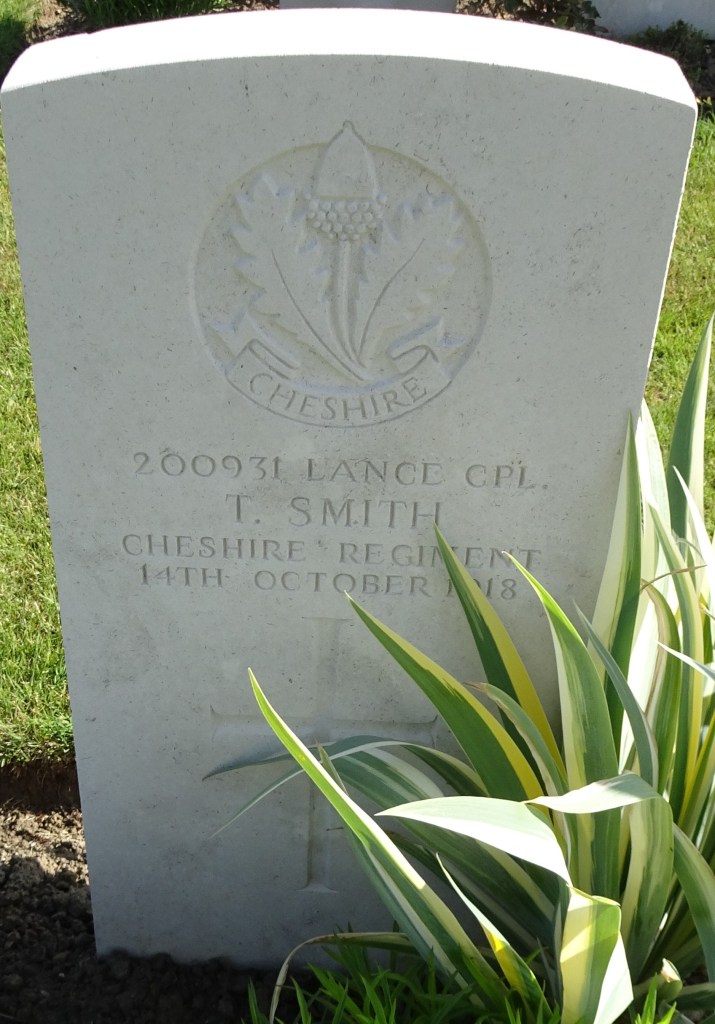 CHESHIRE
200931 LANCE CPL.
T. SMITH
CHESHIRE REGIMENT
14TH OCTOBER 1918